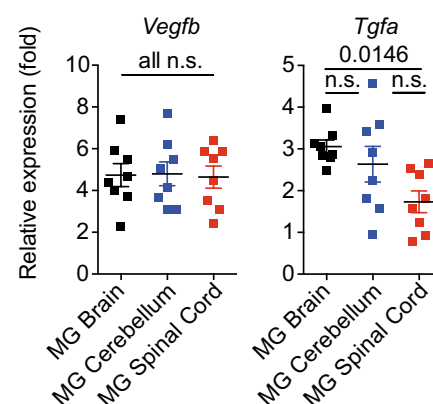 Vegfb
Tgfa
Relative expression (fold)
all n.s.
0.0146
n.s.
n.s.
10
8
6
4
2
0
5
4
3
2
1
0
MG Brain
MG Cerebellum
MG Spinal Cord
MG Brain
MG Cerebellum
MG Spinal Cord